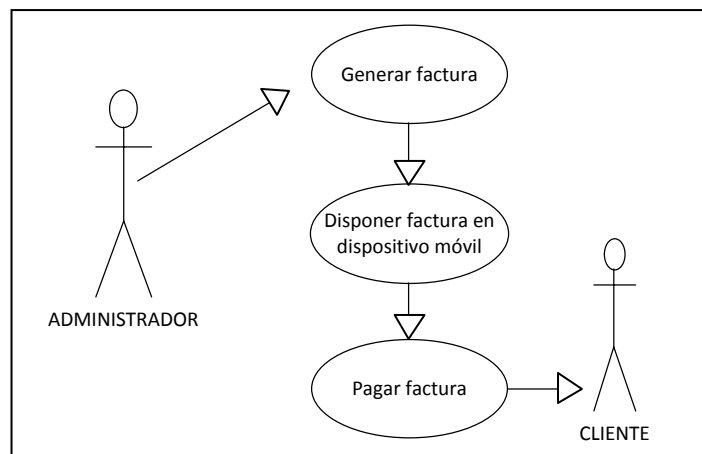 Generar factura
Disponer factura en
dispositivo móvil
ADMINISTRADOR
Pagar factura
CLIENTE